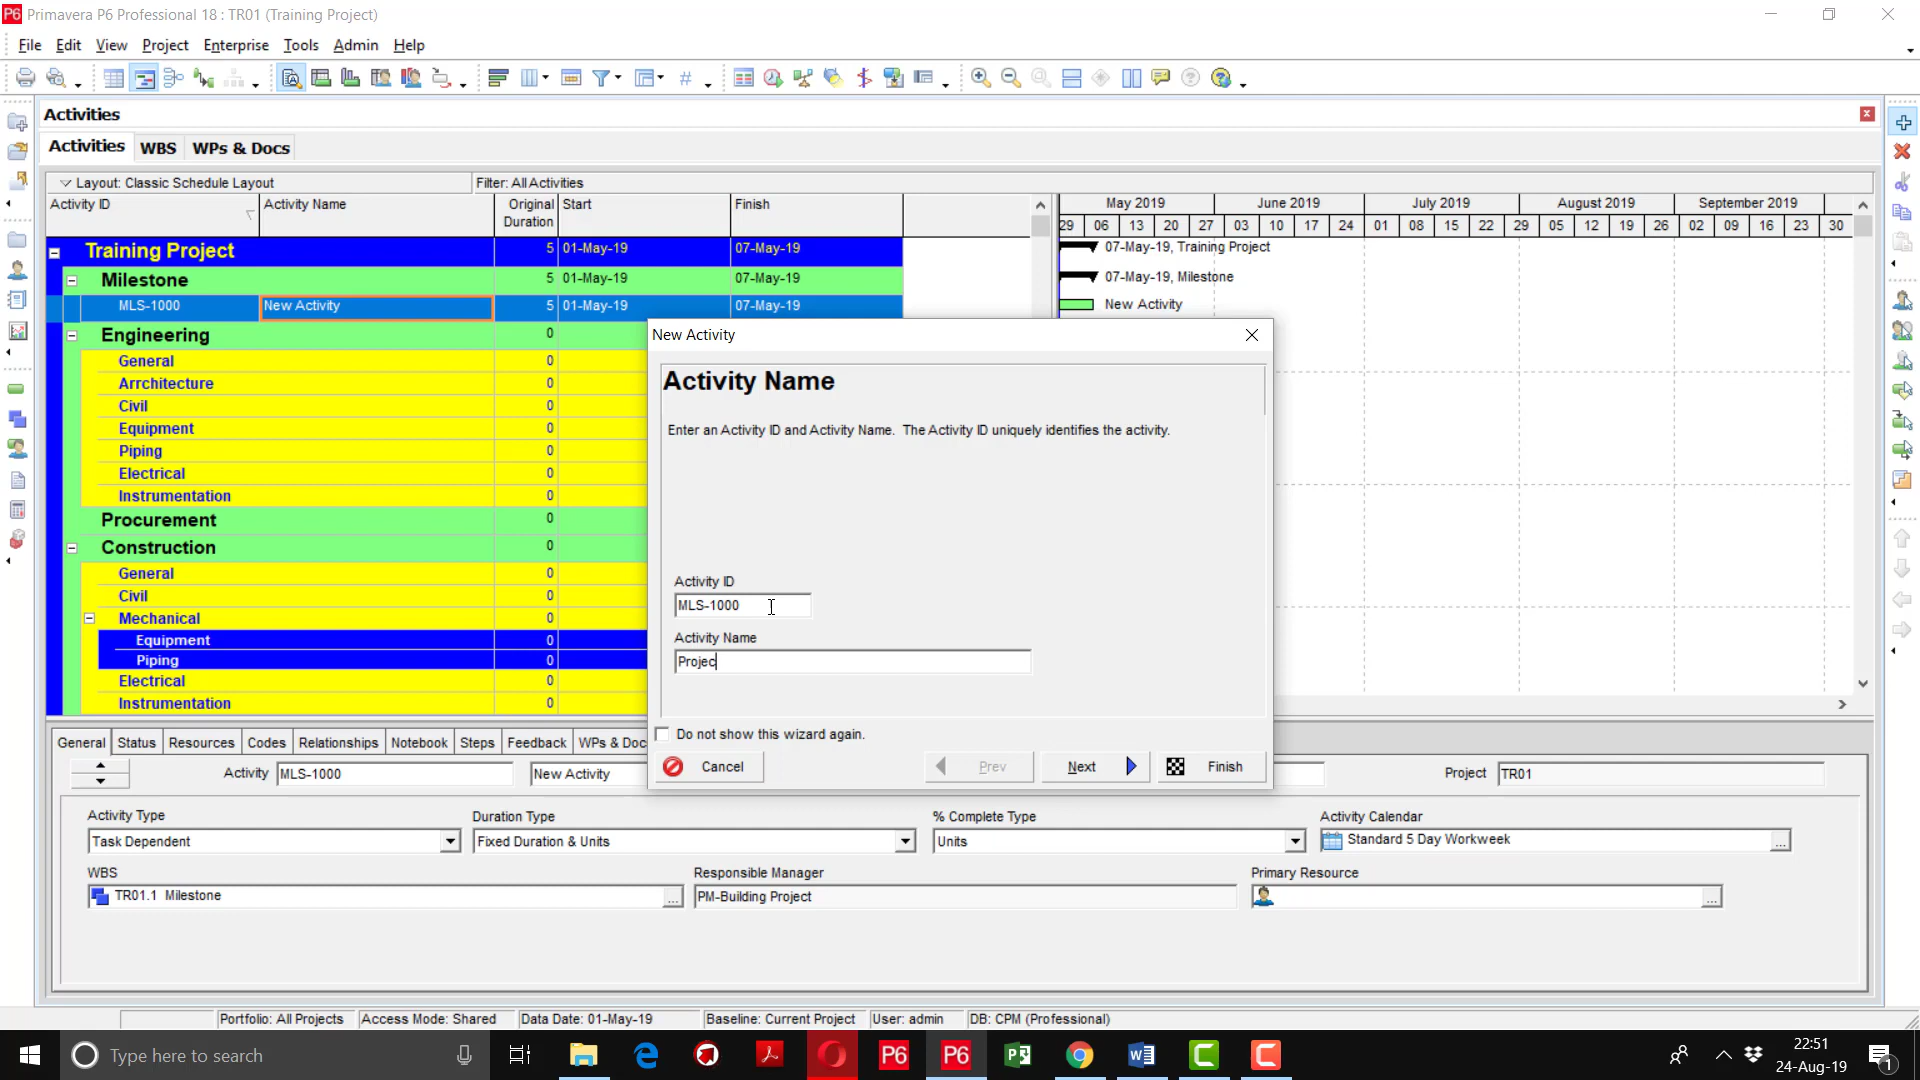 P6 Primavera P6 Professional 18 : TR01 (Training Project)
File Edit View Project Enterprise Tools Admin Help
Activities
Activities WBS WPs & Docs
Layout: Classic Schedule Layout Filter: All Activities
Activity ID Activity Name Original Duration Start Finish
May 2019 June 2019 July 2019 August 2019 September 2019
29 06 13 20 27 03 10 17 24 01 08 15 22 29 05 12 19 26 02 09 16 23 30
Training Project 5 01-May-19 07-May-19 07-May-19, Training Project
Milestone 5 01-May-19 07-May-19 07-May-19, Milestone
MLS-1000 New Activity 5 01-May-19 07-May-19 New Activity
Engineering 0
General 0
Arrchitecture 0
Civil 0
Equipment 0
Piping 0
Electrical 0
Instrumentation 0
Procurement 0
Construction 0
General 0
Civil 0
Mechanical 0
Equipment 0
Piping 0
Electrical 0
Instrumentation 0
New Activity
Activity Name
Enter an Activity ID and Activity Name. The Activity ID uniquely identifies the activity.
Activity ID
MLS-1000
Activity Name
Projec
Do not show this wizard again.
Cancel Prev Next Finish
General Status Resources Codes Relationships Notebook Steps Feedback WPs & Doc
Activity MLS-1000 New Activity Project TR01
Activity Type Duration Type % Complete Type Activity Calendar
Task Dependent Fixed Duration & Units Units Standard 5 Day Workweek
WBS Responsible Manager Primary Resource
TR01.1 Milestone PM-Building Project
Portfolio: All Projects Access Mode: Shared Data Date: 01-May-19 Baseline: Current Project User: admin DB: CPM (Professional)
Type here to search P6 P6 22:51
24-Aug-19 1